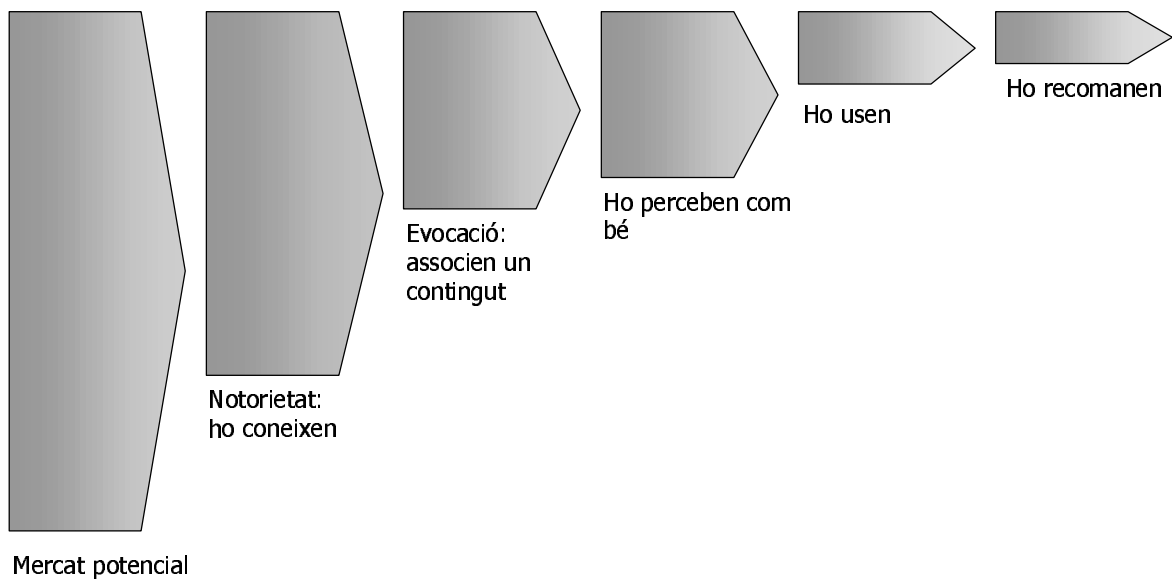 Mercat potencial
Notorietat:
ho coneixen
Evocació:
associen un
contingut
Ho perceben com
bé
Ho usen
Ho recomanen